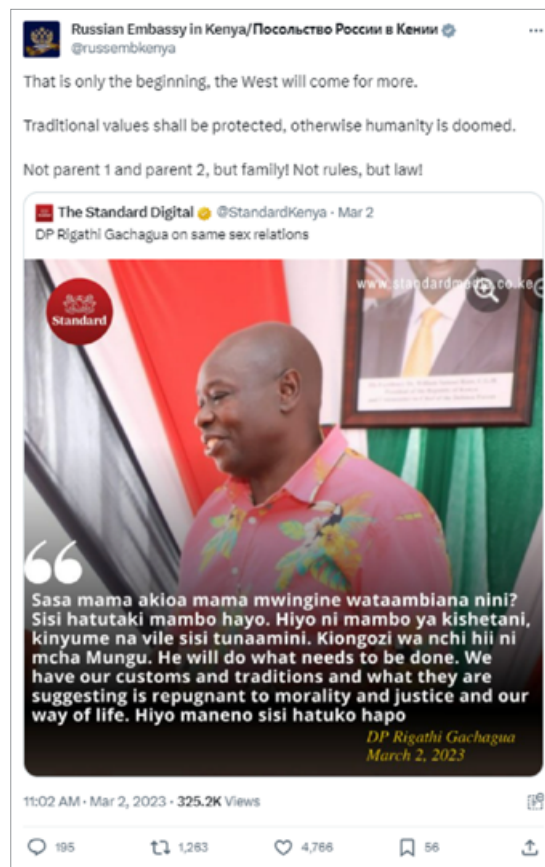 Russian Embassy in Kenya/Посольство России в Кении
@russembkenya
That is only the beginning, the West will come for more.
Traditional values shall be protected, otherwise humanity is doomed.
Not parent 1 and parent 2, but family! Not rules, but law!
The Standard Digital @StandardKenya · Mar 2
DP Rigathi Gachagua on same sex relations
www.standardmedia.co.ke
Standard
Sasa mama akioa mama mwingine wataambiana nini?
Sisi hatutaki mambo hayo. Hiyo ni mambo ya kishetani,
kinyume na vile sisi tunaamini. Kiongozi wa nchi hii ni
mcha Mungu. He will do what needs to be done. We
have our customs and traditions and what they are
suggesting is repugnant to morality and justice and our
way of life. Hiyo maneno sisi hatuko hapo
DP Rigathi Gachagua
March 2, 2023
11:02 AM · Mar 2, 2023 · 325.2K Views
195 1,263 4,766 56